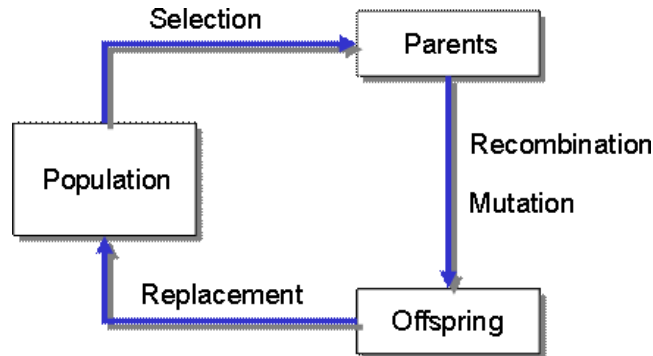 Selection
Parents
Population
Recombination
Mutation
Replacement
Offspring